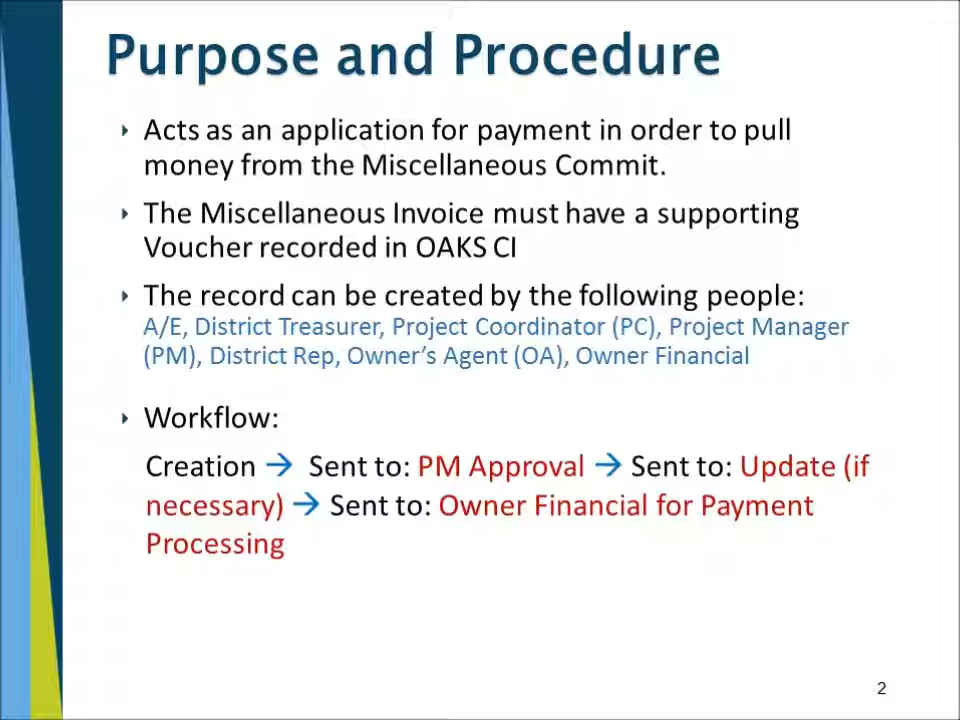 Purpose and Procedure
Acts as an application for payment in order to pull
money from the Miscellaneous Commit.
The Miscellaneous Invoice must have a supporting
Voucher recorded in OAKS CI
The record can be created by the following people:
A/E, District Treasurer, Project Coordinator (PC), Project Manager
(PM), District Rep, Owner’s Agent (OA), Owner Financial
Workflow:
Creation → Sent to: PM Approval → Sent to: Update (if
necessary) → Sent to: Owner Financial for Payment
Processing
2